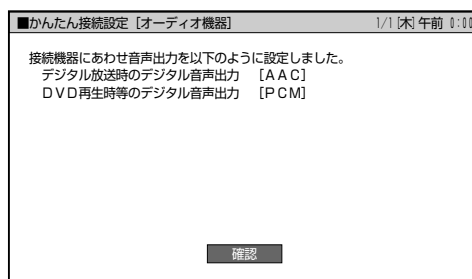 ■かんたん接続設定［オーディオ機器］ 1/1[木]午前 0:00
接続機器にあわせ音声出力を以下のように設定しました。
デジタル放送時のデジタル音声出力 ［ＡＡＣ］
ＤＶＤ再生時等のデジタル音声出力 ［ＰＣＭ］
確認